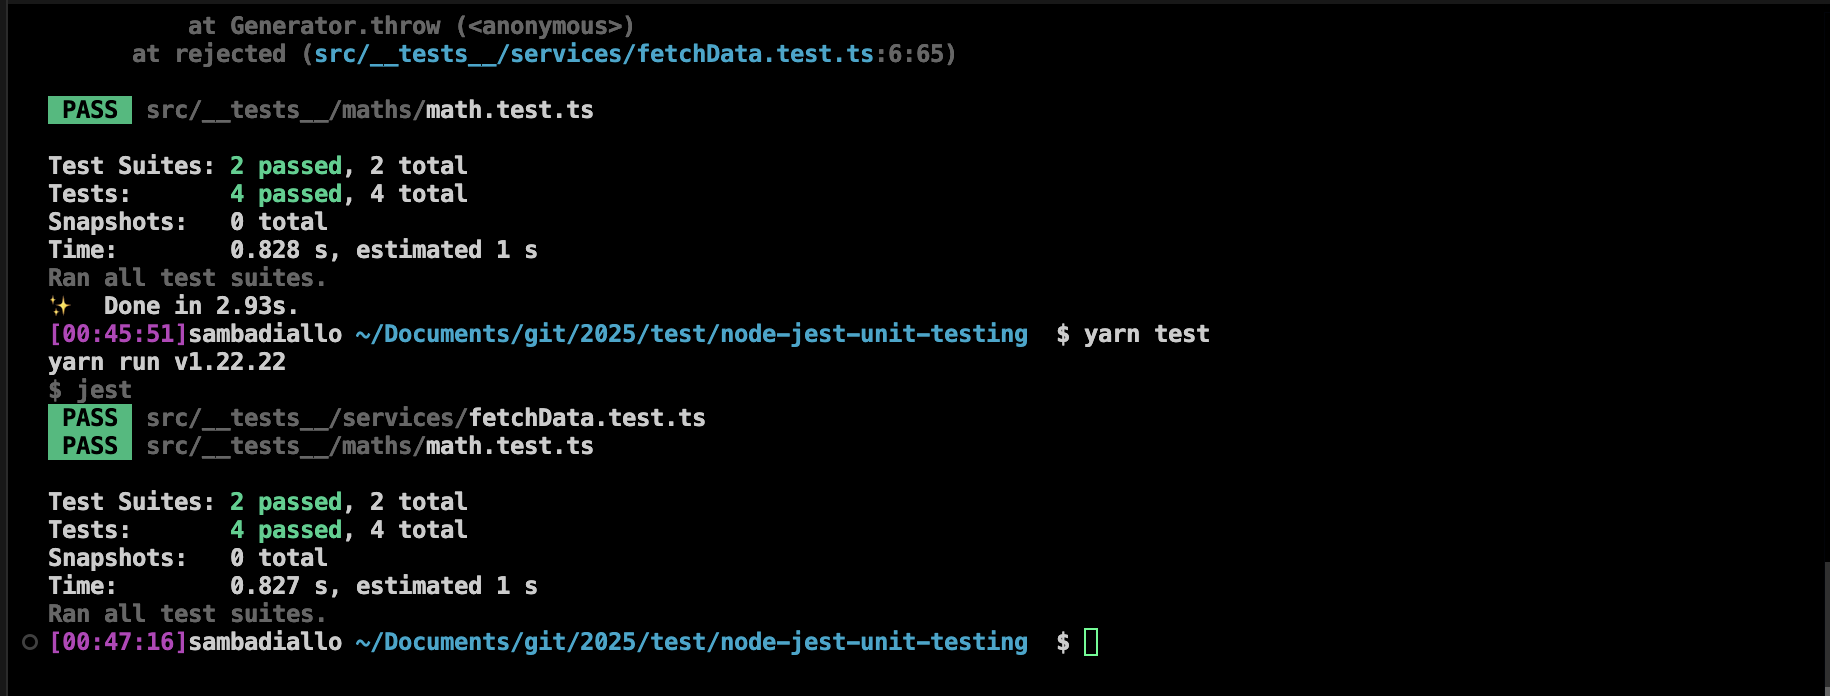 at Generator.throw (<anonymous>)
at rejected (src/__tests__/services/fetchData.test.ts:6:65)
PASS src/__tests__/maths/math.test.ts
Test Suites: 2 passed, 2 total
Tests: 4 passed, 4 total
Snapshots: 0 total
Time: 0.828 s, estimated 1 s
Ran all test suites.
✨ Done in 2.93s.
[00:45:51]sambadiallo ~/Documents/git/2025/test/node-jest-unit-testing $ yarn test
yarn run v1.22.22
$ jest
PASS src/__tests__/services/fetchData.test.ts
PASS src/__tests__/maths/math.test.ts
Test Suites: 2 passed, 2 total
Tests: 4 passed, 4 total
Snapshots: 0 total
Time: 0.827 s, estimated 1 s
Ran all test suites.
[00:47:16]sambadiallo ~/Documents/git/2025/test/node-jest-unit-testing $